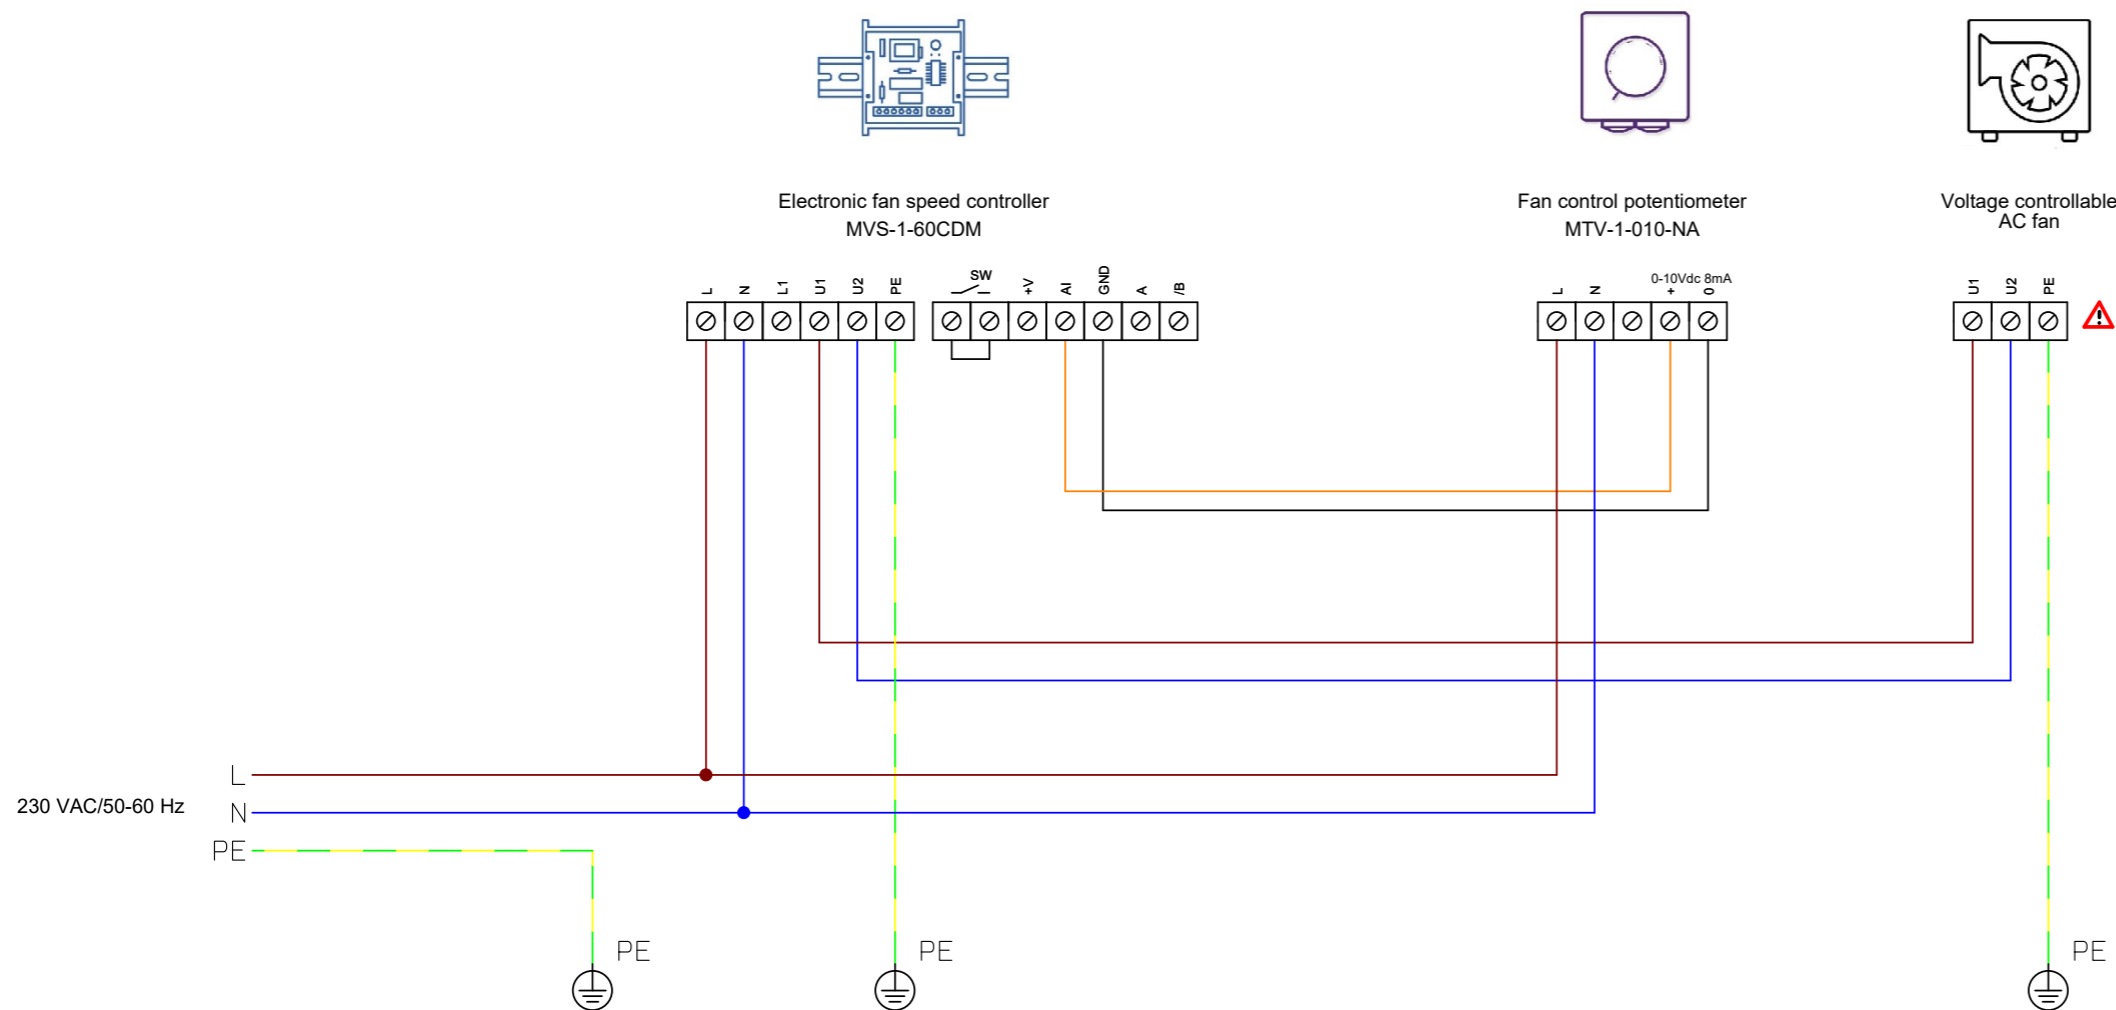 Electronic fan speed controller
MVS-1-60CDM
Fan control potentiometer
MTV-1-010-NA
Voltage controllable
AC fan
L N L1 U1 U2 PE
SW +V AI GND A /B
0-10Vdc 8mA
L N + 0
U1 U2 PE
L
230 VAC/50-60 Hz
N
PE
PE
PE
PE